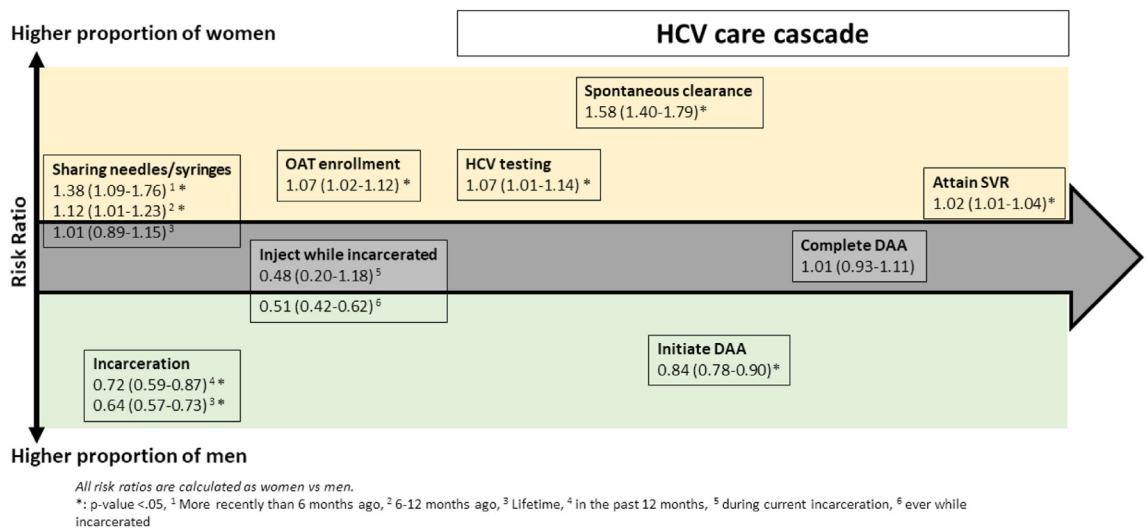 Higher proportion of women
HCV care cascade
Spontaneous clearance
1.58 (1.40-1.79)*
Sharing needles/syringes
1.38 (1.09-1.76) ¹ *
1.12 (1.01-1.23) ² *
1.01 (0.89-1.15) ³
OAT enrollment
1.07 (1.02-1.12) *
HCV testing
1.07 (1.01-1.14) *
Attain SVR
1.02 (1.01-1.04)*
Risk Ratio
Inject while incarcerated
0.48 (0.20-1.18) ⁵
0.51 (0.42-0.62) ⁶
Complete DAA
1.01 (0.93-1.11)
Incarceration
0.72 (0.59-0.87) ⁴ *
0.64 (0.57-0.73) ³ *
Initiate DAA
0.84 (0.78-0.90)*
Higher proportion of men
All risk ratios are calculated as women vs men.
*: p-value <.05, ¹ More recently than 6 months ago, ² 6-12 months ago, ³ Lifetime, ⁴ in the past 12 months, ⁵ during current incarceration, ⁶ ever while
incarcerated